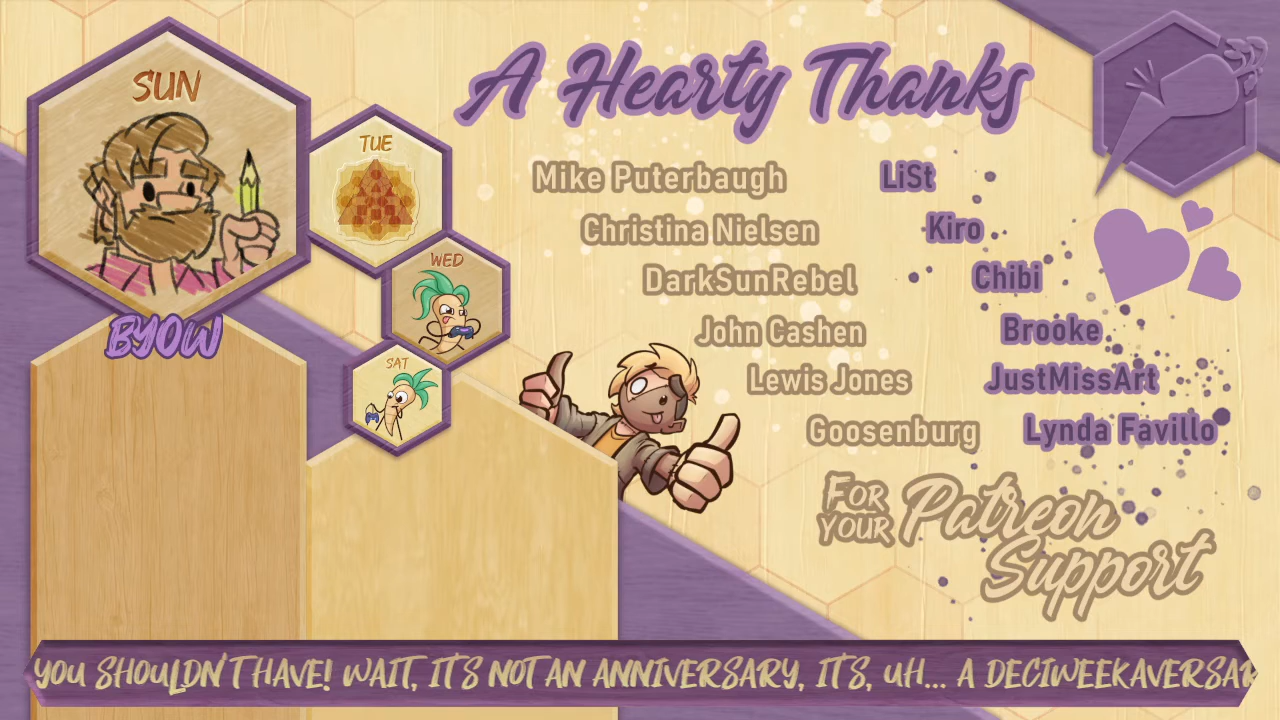 A Hearty Thanks
SUN
TUE
WED
SAT
BYOW
Mike Puterbaugh
LiSt
Christina Nielsen
Kiro
DarkSunRebel
Chibi
John Cashen
Brooke
Lewis Jones
JustMissArt
Goosenburg
Lynda Favillo
FOR YOUR Patreon
Support
YOU SHOULDN'T HAVE! WAIT, IT'S NOT AN ANNIVERSARY, IT'S, UH... A DECIWEEKAVERSAR